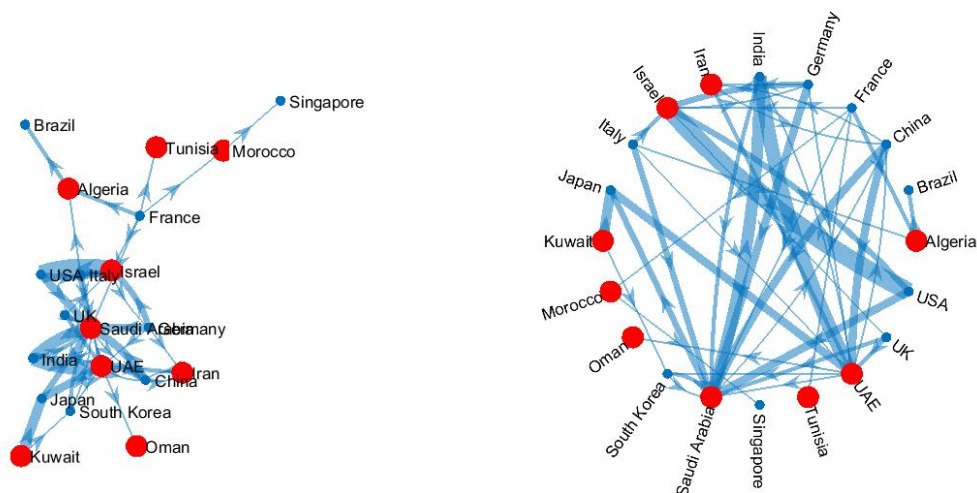 Singapore
Brazil
Tunisia
Morocco
Algeria
France
USA
Italy
Israel
UK
Saudi Arabia
Germany
India
UAE
China
Iran
Japan
South Korea
Kuwait
Oman
India
Germany
Iran
France
Israel
China
Italy
Brazil
Japan
Algeria
Kuwait
USA
Morocco
UK
Oman
UAE
South Korea
Tunisia
Saudi Arabia
Singapore